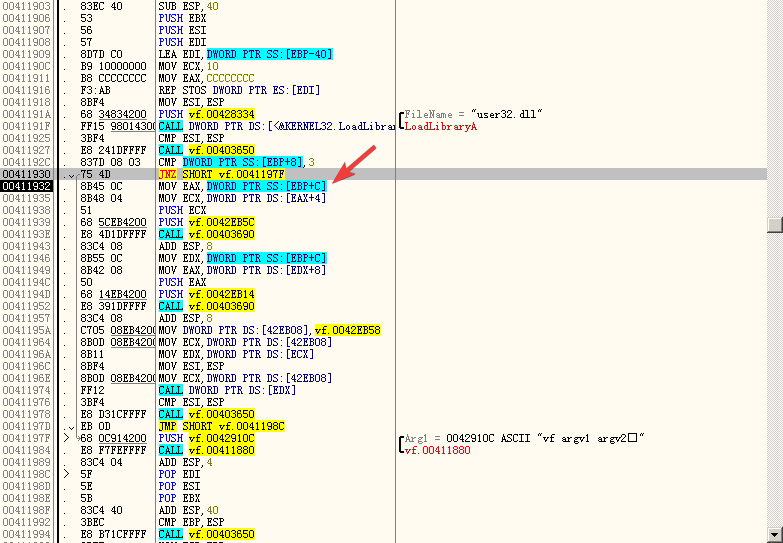 00411903 . 83EC 40 SUB ESP,40
00411906 . 53 PUSH EBX
00411907 . 56 PUSH ESI
00411908 . 57 PUSH EDI
00411909 . 8D7D C0 LEA EDI,DWORD PTR SS:[EBP-40]
0041190C . B9 10000000 MOV ECX,10
00411911 . B8 CCCCCCCC MOV EAX,CCCCCCCC
00411916 . F3:AB REP STOS DWORD PTR ES:[EDI]
00411918 . 8BF4 MOV ESI,ESP
0041191A . 68 34834200 PUSH vf.00428334 FileName = "user32.dll"
0041191F . FF15 98014300 CALL DWORD PTR DS:[<&KERNEL32.LoadLibrar LoadLibraryA
00411925 . 3BF4 CMP ESI,ESP
00411927 . E8 241DFFFF CALL vf.00403650
0041192C . 837D 08 03 CMP DWORD PTR SS:[EBP+8],3
00411930 . 75 4D JNZ SHORT vf.0041197F
00411932 . 8B45 0C MOV EAX,DWORD PTR SS:[EBP+C]
00411935 . 8B48 04 MOV ECX,DWORD PTR DS:[EAX+4]
00411938 . 51 PUSH ECX
00411939 . 68 5CEB4200 PUSH vf.0042EB5C
0041193E . E8 4D1DFFFF CALL vf.00403690
00411943 . 83C4 08 ADD ESP,8
00411946 . 8B55 0C MOV EDX,DWORD PTR SS:[EBP+C]
00411949 . 8B42 08 MOV EAX,DWORD PTR DS:[EDX+8]
0041194C . 50 PUSH EAX
0041194D . 68 14EB4200 PUSH vf.0042EB14
00411952 . E8 391DFFFF CALL vf.00403690
00411957 . 83C4 08 ADD ESP,8
0041195A . C705 08EB4200 MOV DWORD PTR DS:[42EB08],vf.0042EB58
00411964 . 8B0D 08EB4200 MOV ECX,DWORD PTR DS:[42EB08]
0041196A . 8B11 MOV EDX,DWORD PTR DS:[ECX]
0041196C . 8BF4 MOV ESI,ESP
0041196E . 8B0D 08EB4200 MOV ECX,DWORD PTR DS:[42EB08]
00411974 . FF12 CALL DWORD PTR DS:[EDX]
00411976 . 3BF4 CMP ESI,ESP
00411978 . E8 D31CFFFF CALL vf.00403650
0041197D . EB 0D JMP SHORT vf.0041198C
0041197F > 68 0C914200 PUSH vf.0042910C Arg1 = 0042910C ASCII "vf argv1 argv2□"
00411984 . E8 F7FEFFFF CALL vf.00411880 vf.00411880
00411989 . 83C4 04 ADD ESP,4
0041198C > 5F POP EDI
0041198D . 5E POP ESI
0041198E . 5B POP EBX
0041198F . 83C4 40 ADD ESP,40
00411992 . 3BEC CMP EBP,ESP
00411994 . E8 B71CFFFF CALL vf.00403650